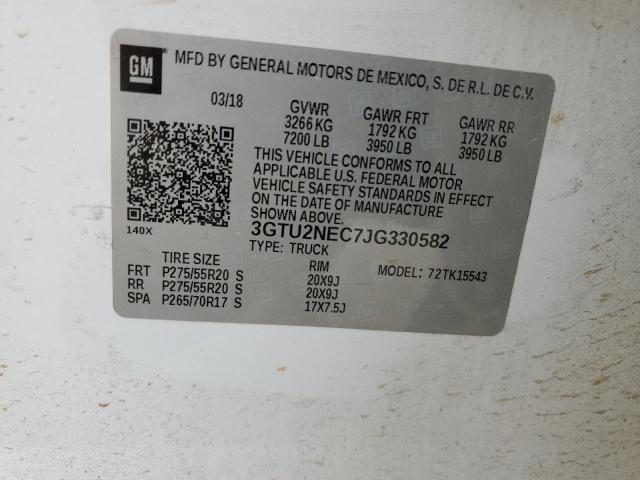 GM MFD BY GENERAL MOTORS DE MEXICO, S. DE R.L. DE C.V.
03/18 GVWR GAWR FRT GAWR RR
3266 KG 1792 KG 1792 KG
7200 LB 3950 LB 3950 LB
THIS VEHICLE CONFORMS TO ALL
APPLICABLE U.S. FEDERAL MOTOR
VEHICLE SAFETY STANDARDS IN EFFECT
ON THE DATE OF MANUFACTURE
SHOWN ABOVE.
140X 3GTU2NEC7JG330582
TYPE: TRUCK
TIRE SIZE RIM MODEL: 72TK15543
FRT P275/55R20 S 20X9J
RR P275/55R20 S 20X9J
SPA P265/70R17 S 17X7.5J